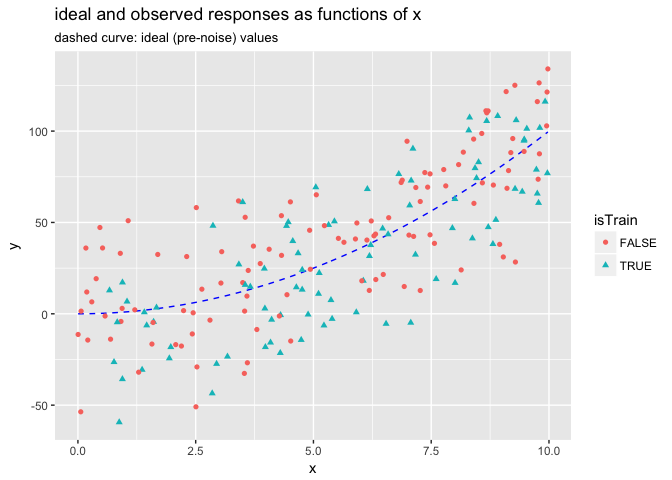 ideal and observed responses as functions of x
dashed curve: ideal (pre-noise) values
100
50
0
-50
y
0.0 2.5 5.0 7.5 10.0
x
isTrain
FALSE
TRUE